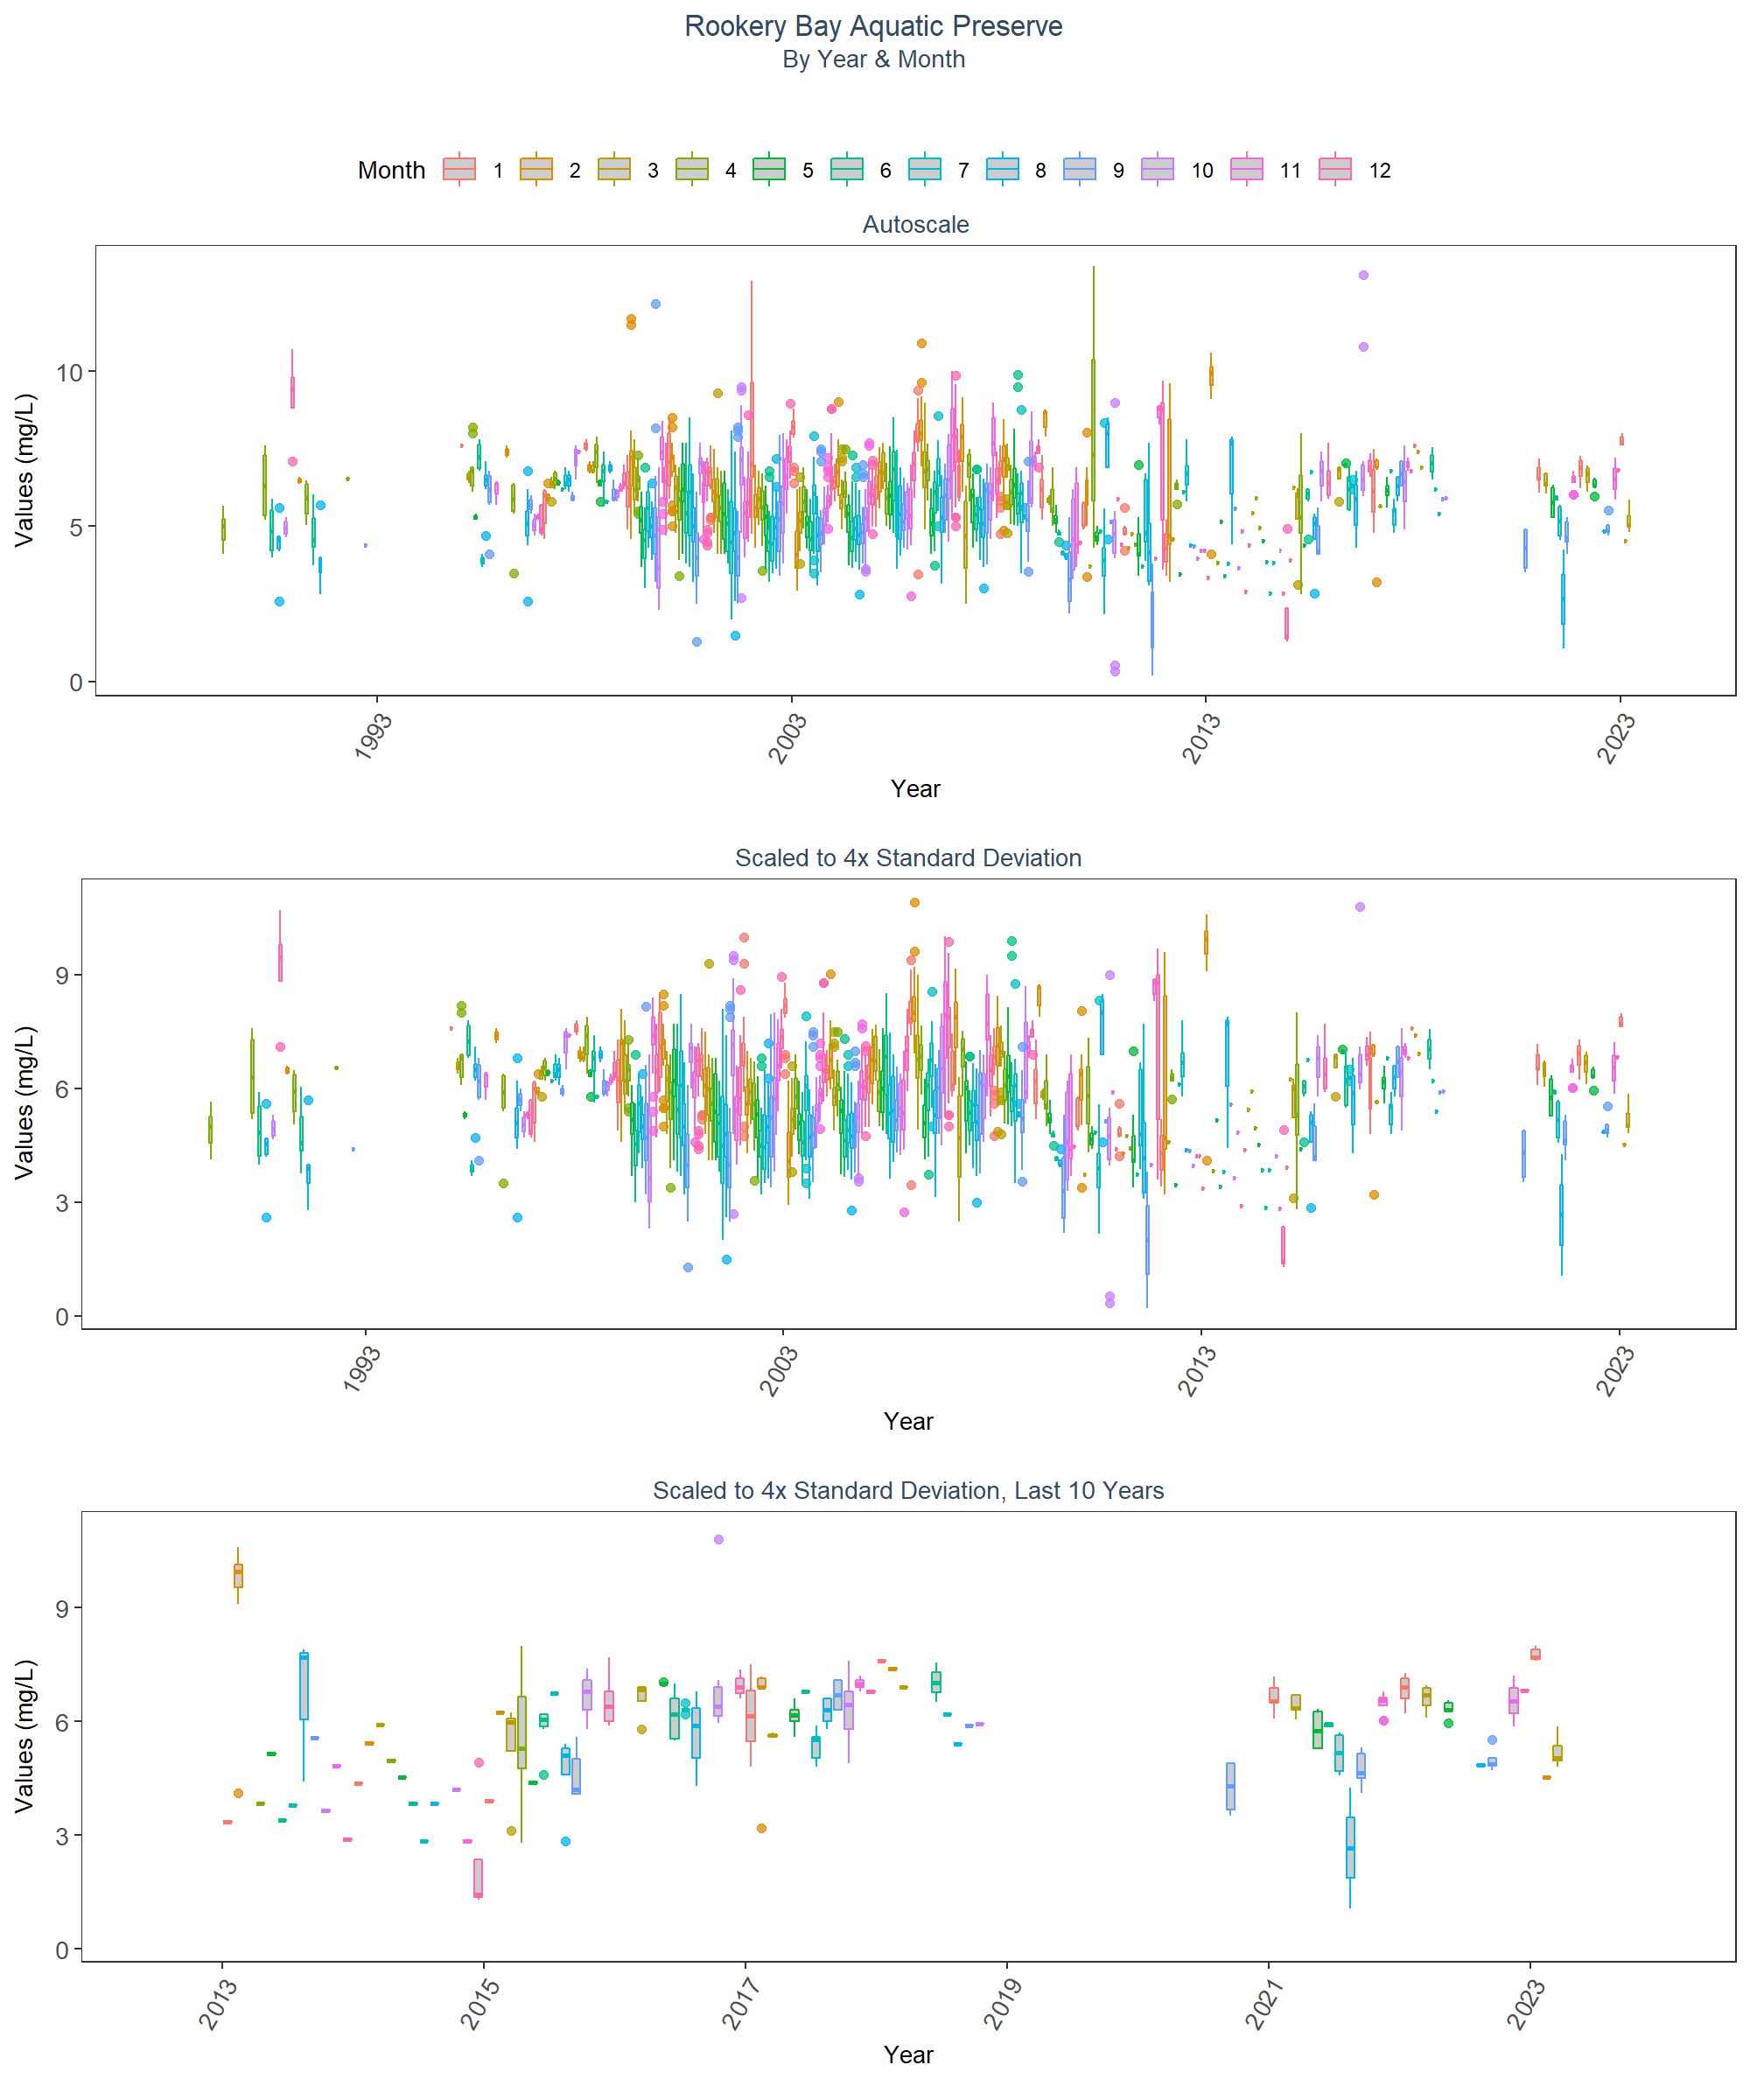 Rookery Bay Aquatic Preserve
By Year & Month
Month 1 2 3 4 5 6 7 8 9 10 11 12
Autoscale
Values (mg/L)
10
5
0
1993 2003 2013 2023
Year
Scaled to 4x Standard Deviation
Values (mg/L)
9
6
3
0
1993 2003 2013 2023
Year
Scaled to 4x Standard Deviation, Last 10 Years
Values (mg/L)
9
6
3
0
2013 2015 2017 2019 2021 2023
Year